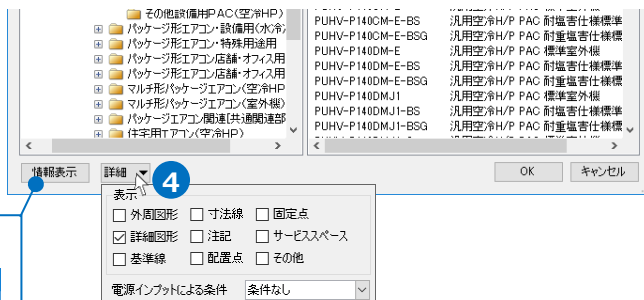 その他設備用PAC(空冷HP)
パッケージ形エアコン・設備用(水冷)
パッケージ形エアコン・特殊用途用
パッケージ形エアコン店舗・オフィス用
パッケージ形エアコン店舗・オフィス用
マルチ形パッケージエアコン(空冷HP
マルチ形パッケージエアコン(室外機)
パッケージエアコン関連[共通関連部
住宅用エアコン(空冷HP)
PUHV-P140CM-E-BS 汎用空冷H/P PAC 耐塩害仕様標準
PUHV-P140CM-E-BSG 汎用空冷H/P PAC 耐重塩害仕様標
PUHV-P140DM-E 汎用空冷H/P PAC 標準室外機
PUHV-P140DM-E-BS 汎用空冷H/P PAC 耐塩害仕様標準
PUHV-P140DM-E-BSG 汎用空冷H/P PAC 耐重塩害仕様標
PUHV-P140DMJ1 汎用空冷H/P PAC 標準室外機
PUHV-P140DMJ1-BS 汎用空冷H/P PAC 耐塩害仕様標準
PUHV-P140DMJ1-BSG 汎用空冷H/P PAC 耐重塩害仕様標
情報表示 詳細 4 OK キャンセル
表示
外周図形 寸法線 固定点
詳細図形 注記 サービススペース
基準線 配置点 その他
電源インプットによる条件 条件なし